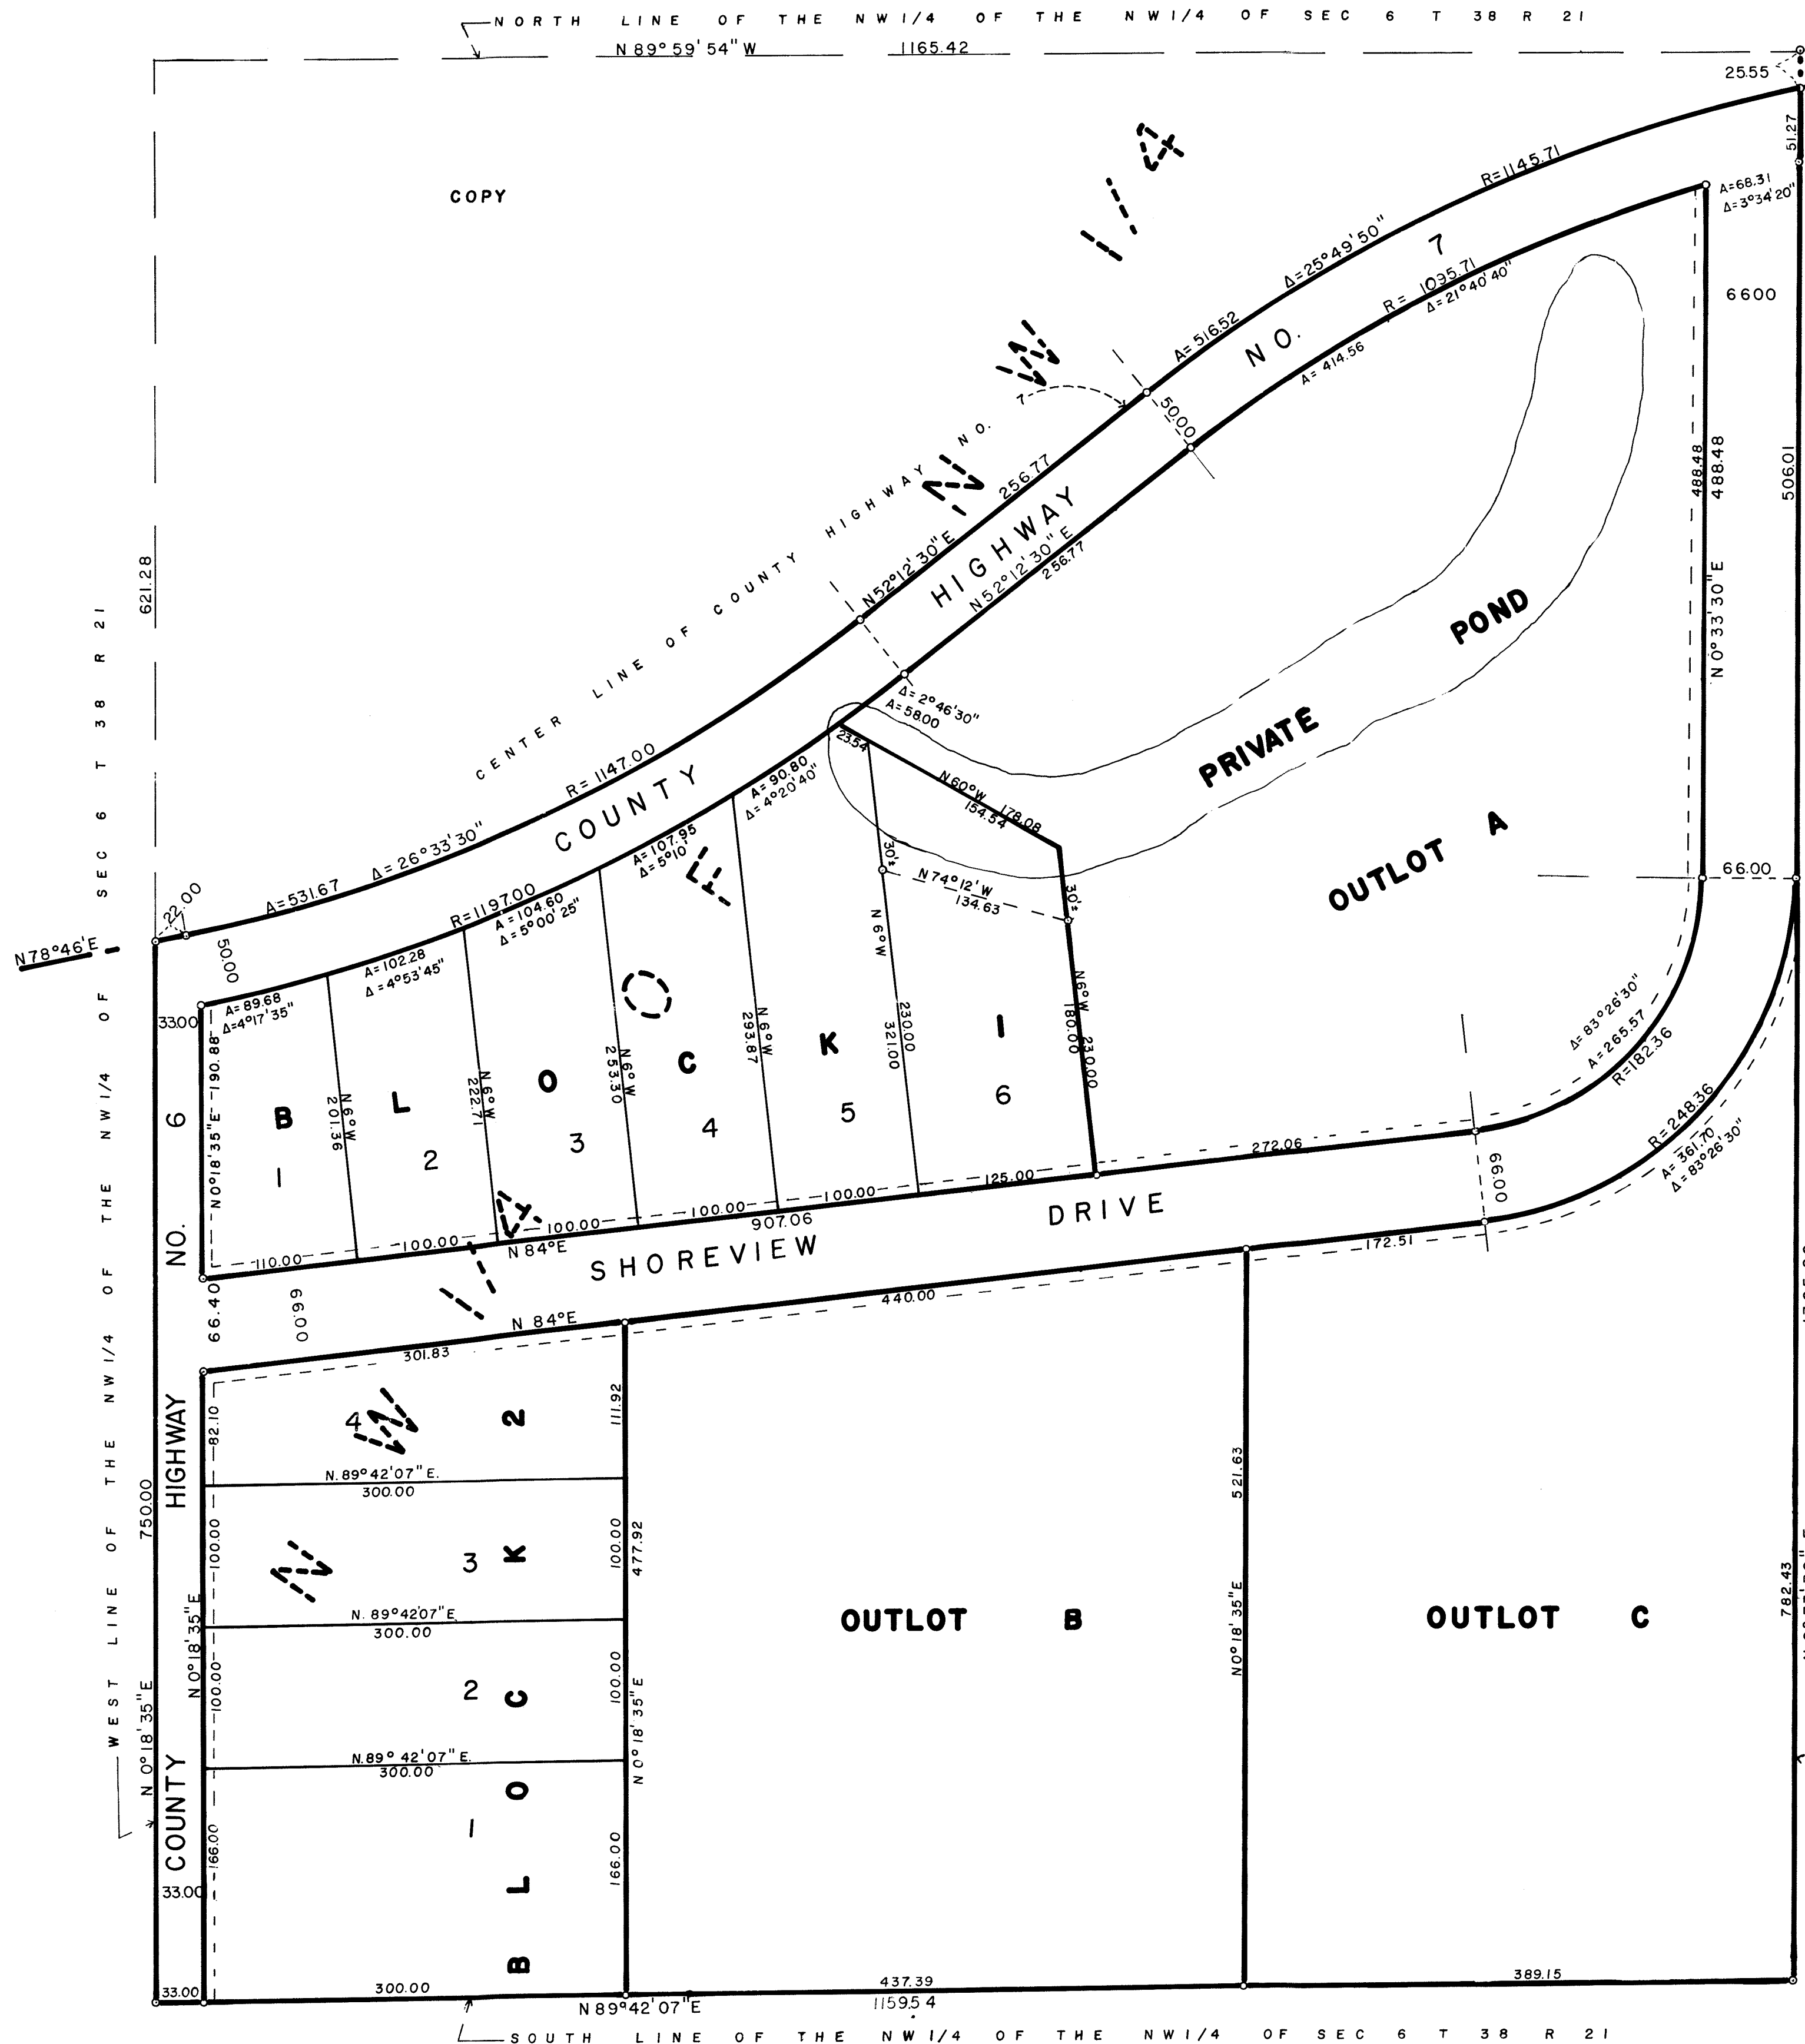 NORTH LINE OF THE NW1/4 OF THE NW1/4 OF SEC 6 T 38 R 21
N 89° 59' 54" W 1165.42
25.55
51.27
COPY
NW 1/4
R=1145.71
Δ=25°49'50"
A=516.52
A=68.31
Δ=3°34'20"
7
R= 1095.71
Δ=21°40'40"
A= 414.56
6600
NO.
7
50.00
CENTER LINE OF COUNTY HIGHWAY NO.
256.77
N52°12'30"E
HIGHWAY
N52°12'30"E
256.77
488.48
488.48
506.01
N 0°33'30"E
621.28
WEST LINE OF THE NW1/4 OF THE NW1/4 OF SEC 6 T 38 R 21
PRIVATE POND
OUTLOT A
Δ= 2°46'30"
A=58.00
23.54
N60°W 178.08
154.54
R= 1147.00
COUNTY
A= 90.80
Δ= 4°20'40"
Δ= 26°33'30"
A=531.67
22.00
N78°46'E
50.00
R=1197.00
A=107.95
Δ=5°10'
A=104.60
Δ= 5°00'25"
A=102.28
Δ=4°53'45"
A=89.68
Δ=4°17'35"
33.00
OF
30'±
N74°12'W
134.63
30'±
66.00
N0°18'35"E 190.88
N6°W
201.36
N6°W
222.71
N6°W
253.30
N6°W
293.87
N6°W
230.00
321.00
N6°W
180.00
230.00
BLOCK 1
1
2
3
4
5
6
Δ=83°26'30"
A=265.57
R=182.36
R=248.36
A=361.70
Δ=83°26'30"
NO. 6
110.00
100.00
100.00
100.00
100.00
125.00
272.06
66.00
N 84°E
907.06
SHOREVIEW DRIVE
66.40
6600
1/4
N 84°E
301.83
440.00
172.51
4
82.10
111.92
NW
N. 89°42'07" E.
300.00
3
100.00
100.00
477.92
N. 89°42'07"E.
300.00
2
100.00
100.00
N0°18'35"E
N0°18'35"E
N. 89° 42'07" E.
300.00
1
166.00
166.00
BLOCK 2
750.00
N 0°18'35"E
COUNTY HIGHWAY
33.00
33.00
521.63
N0°18'35"E
OUTLOT B
OUTLOT C
782.43
300.00
437.39
389.15
N 89°42'07"E
1159.54
SOUTH LINE OF THE NW1/4 OF THE NW1/4 OF SEC 6 T 38 R 21